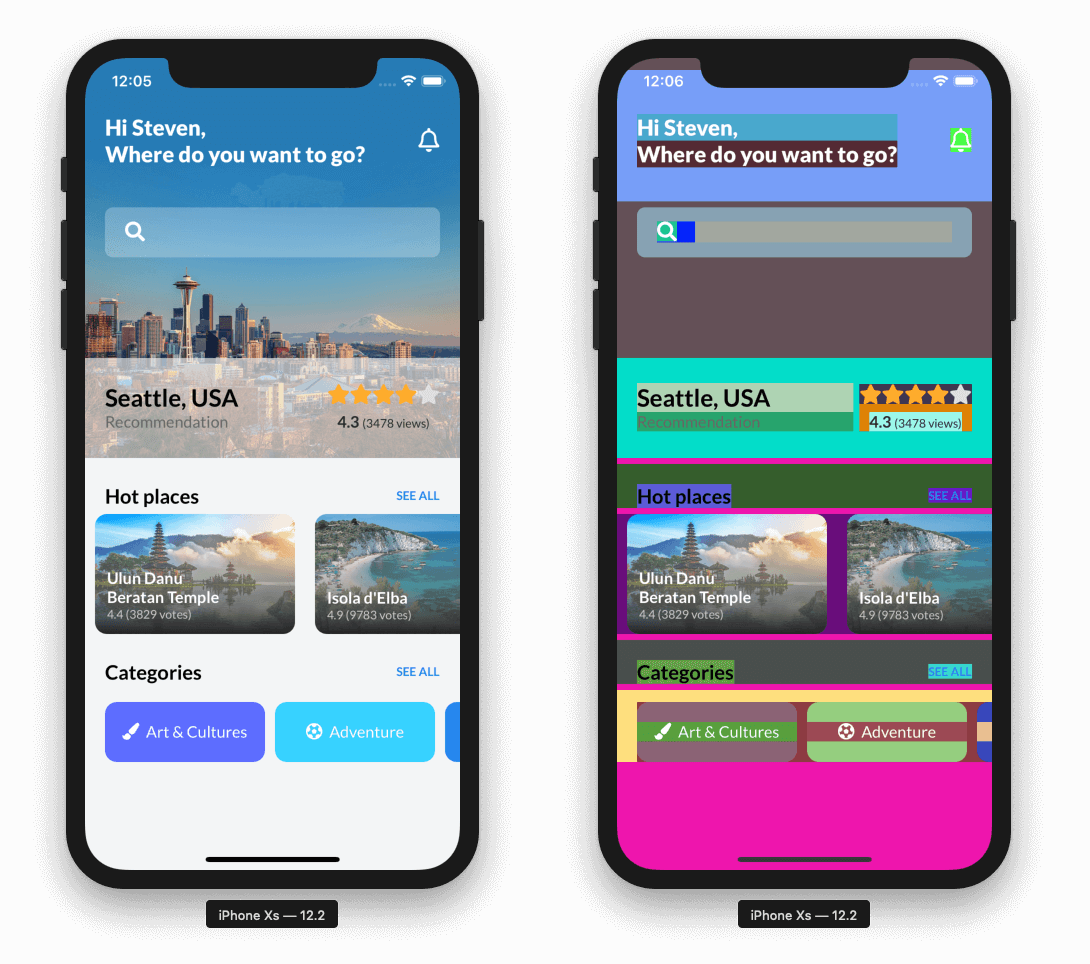 12:05
Hi Steven,
Where do you want to go?
Seattle, USA
Recommendation
4.3 (3478 views)
Hot places
SEE ALL
Ulun Danu
Beratan Temple
4.4 (3829 votes)
Isola d'Elba
4.9 (9783 votes)
Categories
SEE ALL
Art & Cultures
Adventure
iPhone Xs — 12.2
12:06
Hi Steven,
Where do you want to go?
Seattle, USA
Recommendation
4.3 (3478 views)
Hot places
SEE ALL
Ulun Danu
Beratan Temple
4.4 (3829 votes)
Isola d'Elba
4.9 (9783 votes)
Categories
SEE ALL
Art & Cultures
Adventure
iPhone Xs — 12.2